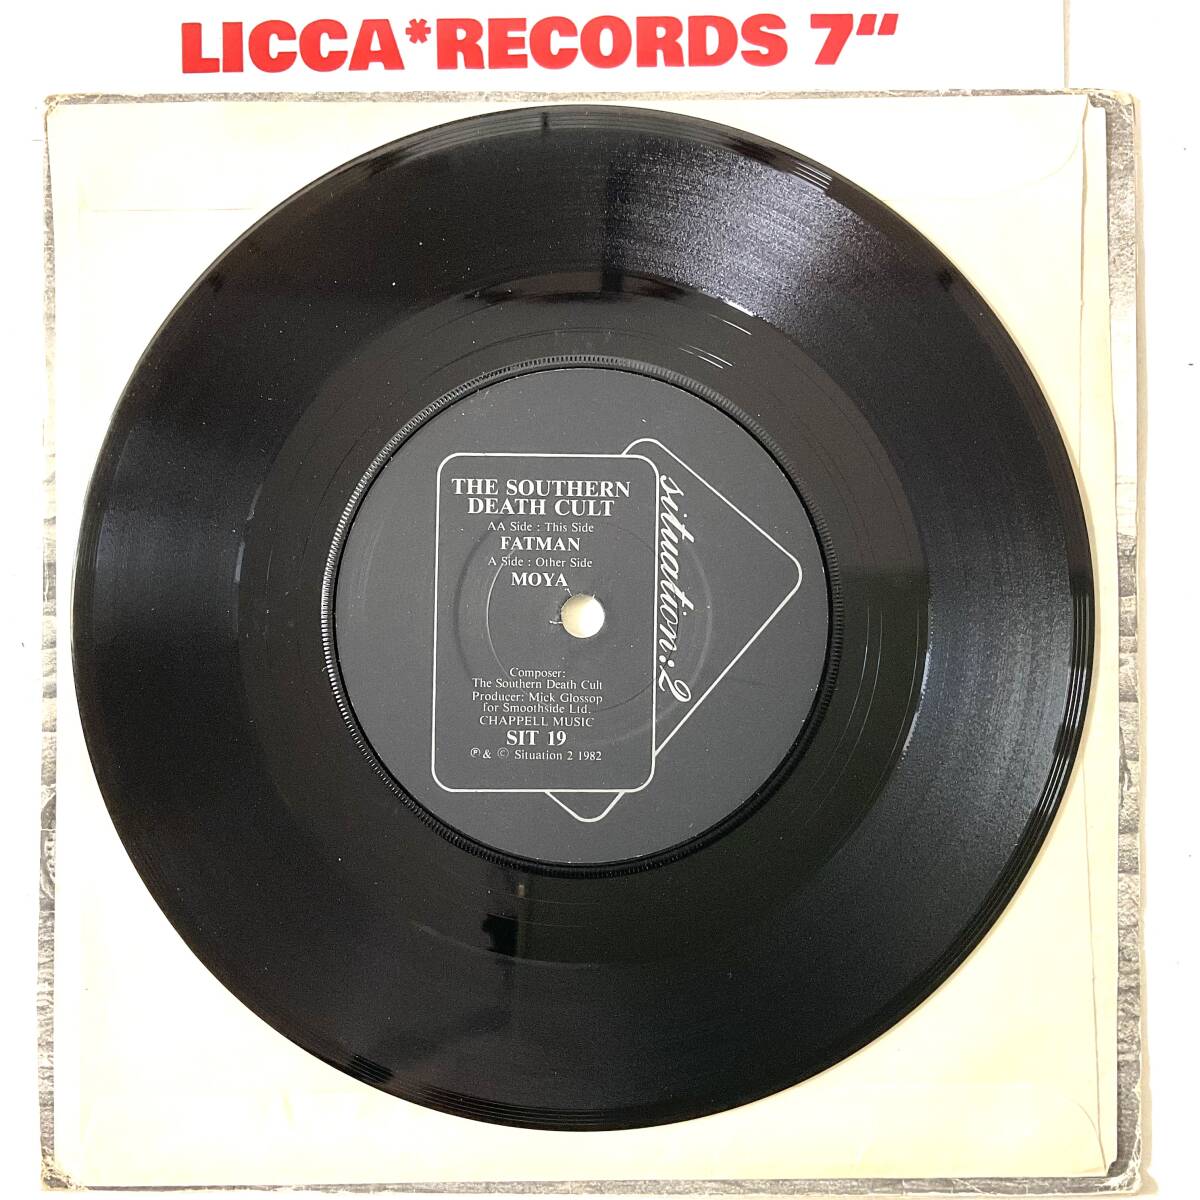 LICCA*RECORDS 7"
THE SOUTHERN
DEATH CULT
AA Side : This Side
FATMAN
A Side : Other Side
MOYA
situation:2
Composer:
The Southern Death Cult
Producer: Mick Glossop
for Smoothside Ltd.
CHAPPELL MUSIC
SIT 19
℗ & © Situation 2 1982